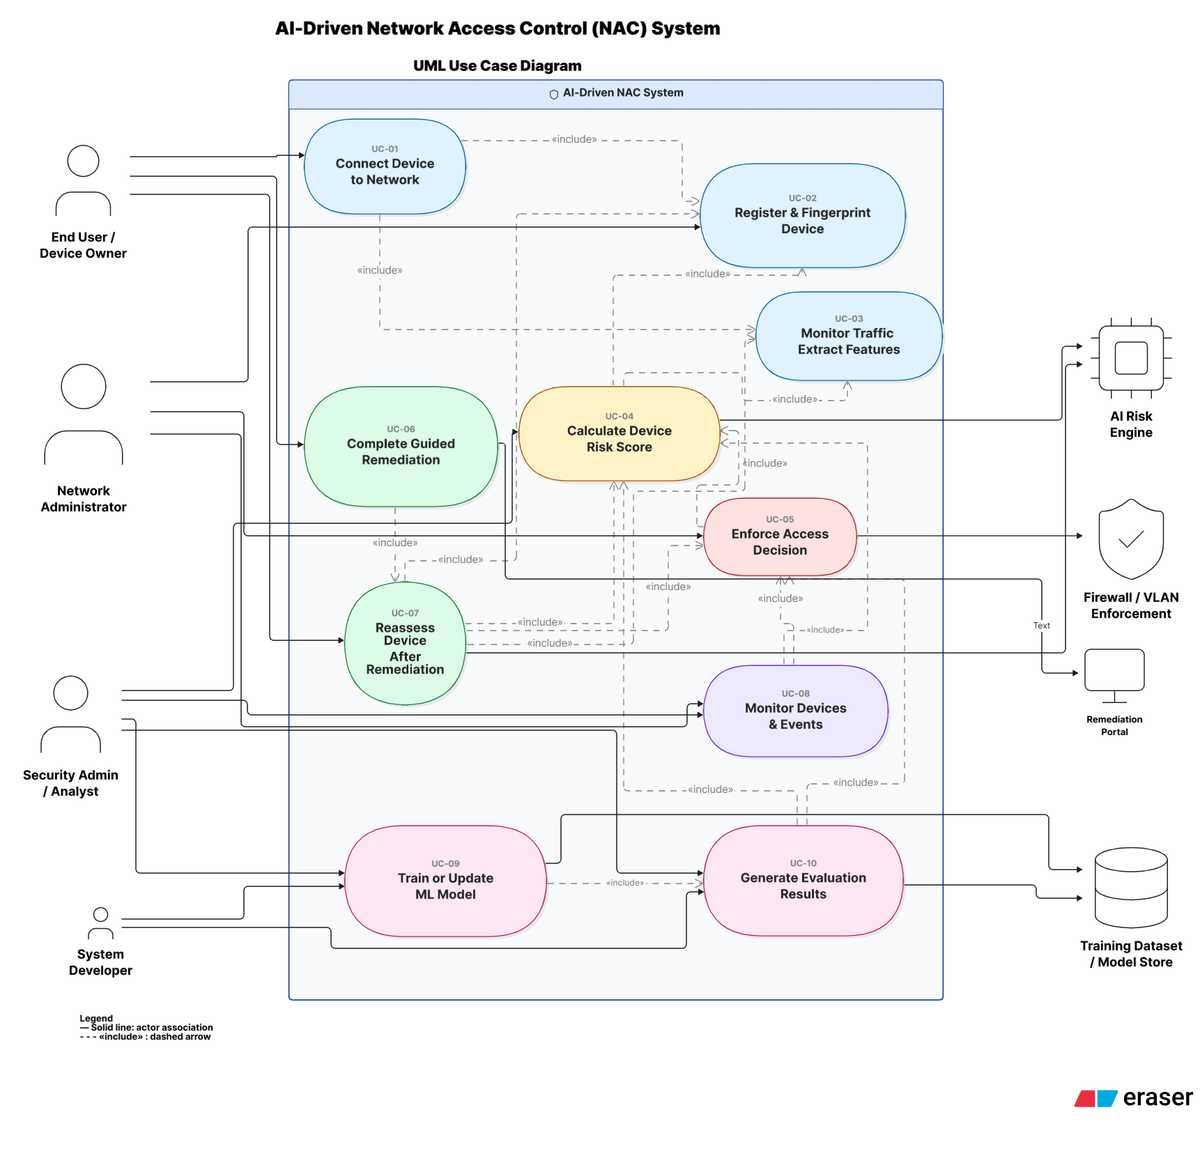 AI-Driven Network Access Control (NAC) System
UML Use Case Diagram
AI-Driven NAC System
UC-01
Connect Device
to Network
«include»
UC-02
Register & Fingerprint
Device
End User /
Device Owner
«include»
«include»
UC-03
Monitor Traffic
Extract Features
«include»
AI Risk
Engine
UC-04
Calculate Device
Risk Score
UC-06
Complete Guided
Remediation
«include»
Network
Administrator
UC-05
Enforce Access
Decision
«include»
«include»
«include»
«include»
Firewall / VLAN
Enforcement
UC-07
Reassess
Device
After
Remediation
«include»
«include»
«include»
Text
UC-08
Monitor Devices
& Events
Remediation
Portal
Security Admin
/ Analyst
«include»
«include»
UC-09
Train or Update
ML Model
«include»
UC-10
Generate Evaluation
Results
System
Developer
Training Dataset
/ Model Store
Legend
— Solid line: actor association
- - - «include» : dashed arrow
eraser